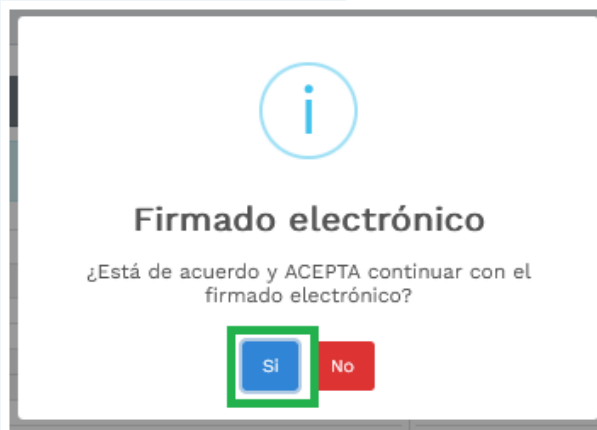 Firmado electrónico
¿Está de acuerdo y ACEPTA continuar con el
firmado electrónico?
Si No